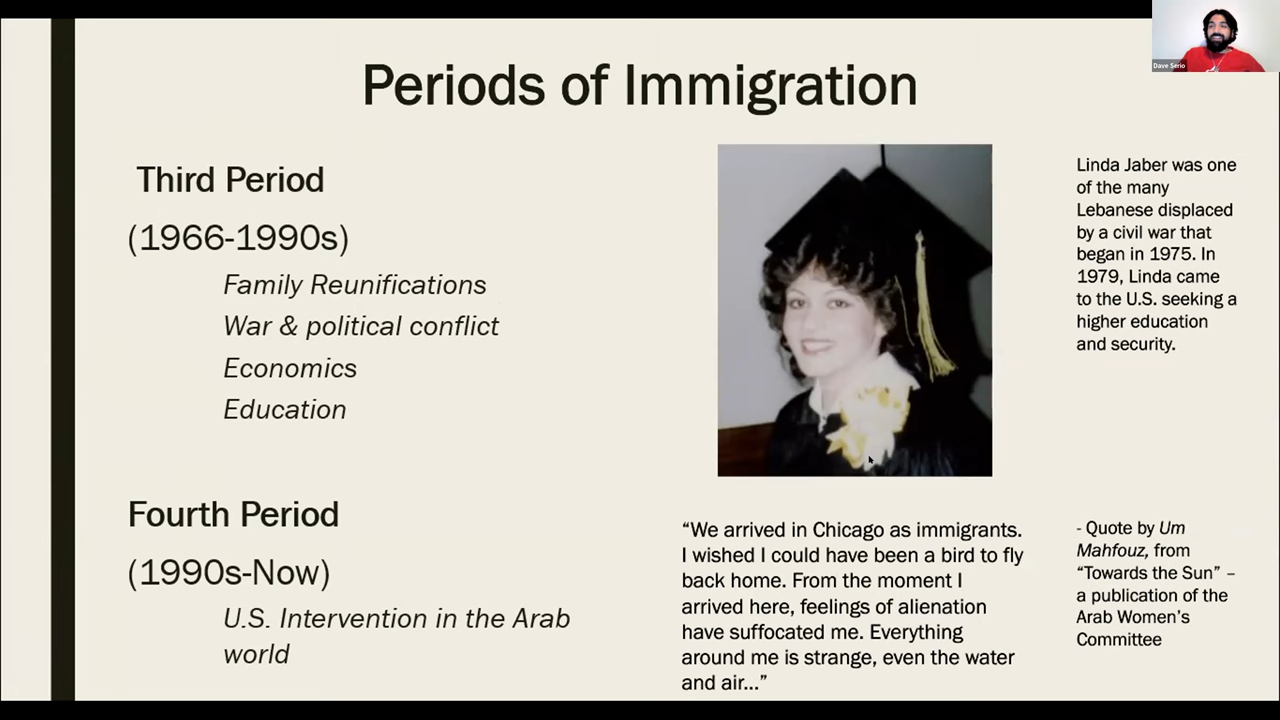 Periods of Immigration
Dave Serio
Third Period
(1966-1990s)
Family Reunifications
War & political conflict
Economics
Education
Linda Jaber was one
of the many
Lebanese displaced
by a civil war that
began in 1975. In
1979, Linda came
to the U.S. seeking a
higher education
and security.
Fourth Period
(1990s-Now)
U.S. Intervention in the Arab
world
“We arrived in Chicago as immigrants.
I wished I could have been a bird to fly
back home. From the moment I
arrived here, feelings of alienation
have suffocated me. Everything
around me is strange, even the water
and air...”
- Quote by Um
Mahfouz, from
“Towards the Sun” –
a publication of the
Arab Women’s
Committee